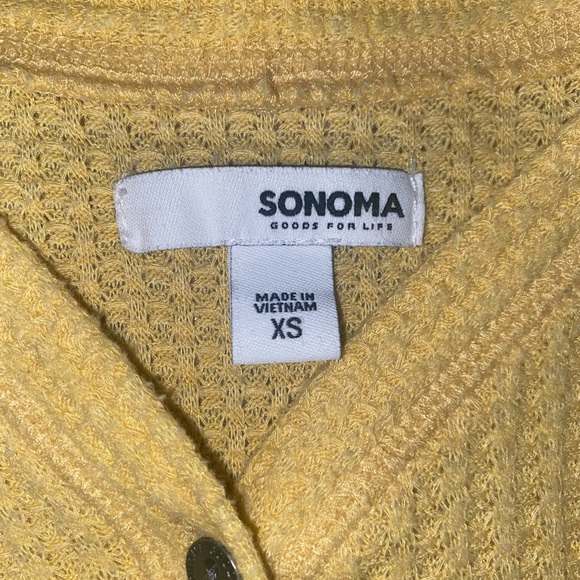 SONOMA
GOODS FOR LIFE
MADE IN
VIETNAM
XS